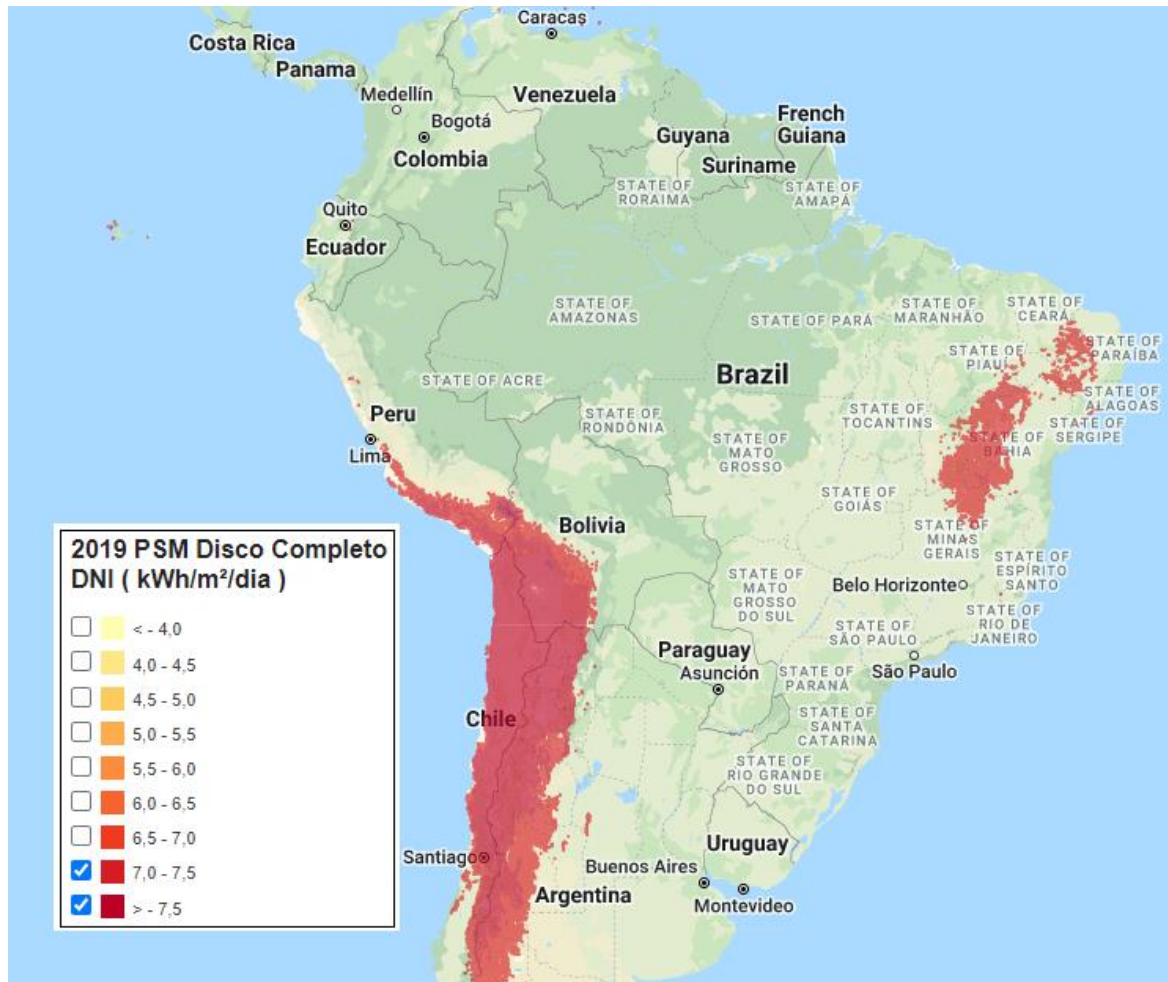 Caracas
Costa Rica
Panama
Medellín
Venezuela
Bogotá
Colombia
Guyana
French
Guiana
Suriname
STATE OF
RORAIMA
STATE OF
AMAPÁ
Quito
Ecuador
STATE OF
AMAZONAS
STATE OF PARÁ
STATE OF
MARANHÃO
STATE OF
CEARÁ
STATE OF
PIAUÍ
STATE OF
PARAÍBA
Brazil
STATE OF ACRE
Peru
STATE OF
ALAGOAS
STATE OF
TOCANTINS
STATE OF
SERGIPE
STATE OF
RONDÔNIA
STATE OF
MATO
GROSSO
STATE OF
BAHIA
Lima
STATE OF
GOIÁS
Bolivia
STATE OF
MINAS
GERAIS
STATE OF
ESPÍRITO
SANTO
STATE OF
MATO
GROSSO
DO SUL
Belo Horizonte
STATE OF
RIO DE
JANEIRO
STATE OF
SÃO PAULO
Paraguay
Asunción
São Paulo
STATE OF
PARANÁ
Chile
STATE OF
SANTA
CATARINA
STATE OF
RIO GRANDE
DO SUL
Uruguay
Santiago
Buenos Aires
Argentina
Montevideo
2019 PSM Disco Completo
DNI ( kWh/m²/dia )
< - 4,0
4,0 - 4,5
4,5 - 5,0
5,0 - 5,5
5,5 - 6,0
6,0 - 6,5
6,5 - 7,0
7,0 - 7,5
> - 7,5